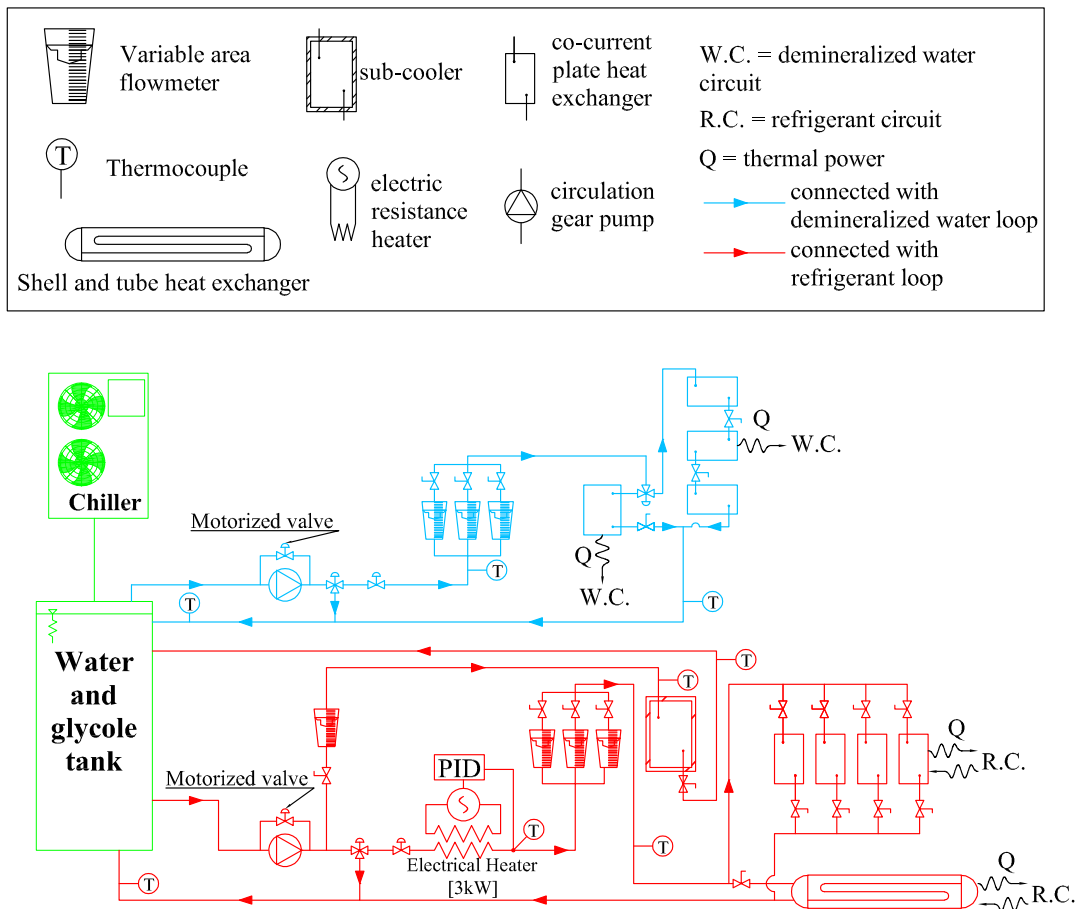 Variable area
flowmeter
sub-cooler
co-current
plate heat
exchanger
W.C. = demineralized water
circuit
R.C. = refrigerant circuit
Q = thermal power
T
Thermocouple
electric
resistance
heater
circulation
gear pump
connected with
demineralized water loop
connected with
refrigerant loop
Shell and tube heat exchanger
Chiller
Motorized valve
Q
W.C.
Q
W.C.
T
T
T
Water
and
glycole
tank
T
T
Q
R.C.
PID
Motorized valve
T
Electrical Heater
[3kW]
T
T
Q
R.C.